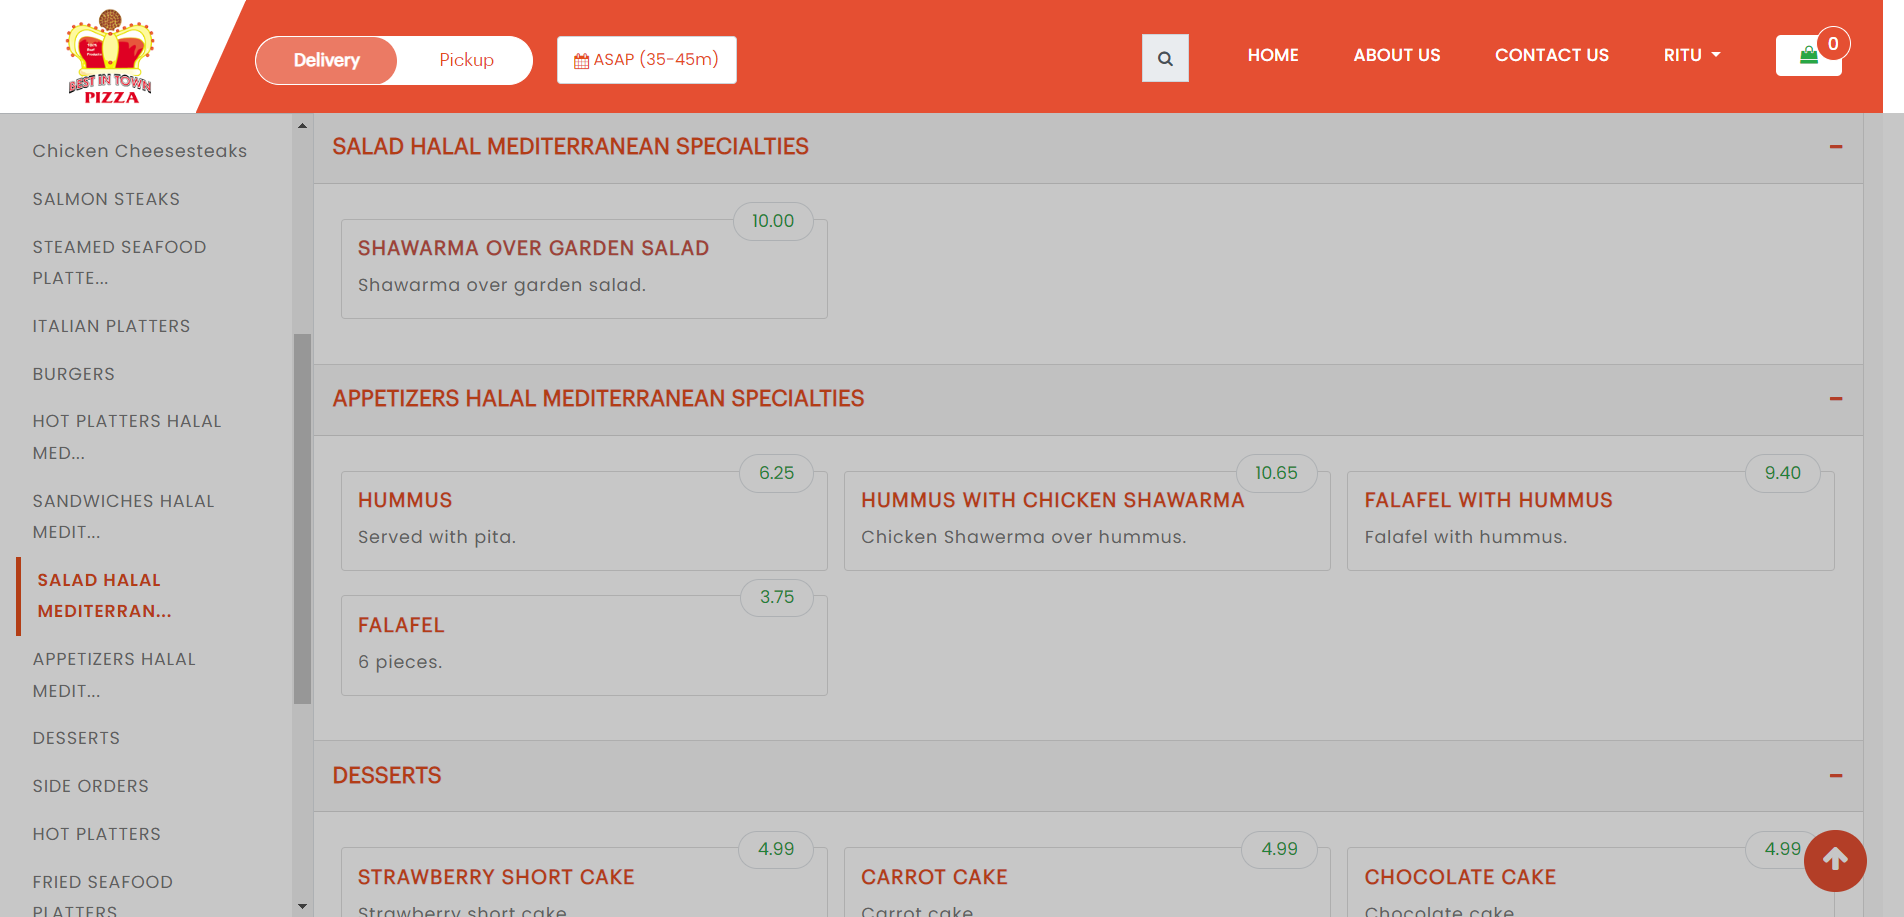 BEST IN TOWN
PIZZA
Delivery
Pickup
ASAP (35-45m)
HOME
ABOUT US
CONTACT US
RITU
0
Chicken Cheesesteaks
SALMON STEAKS
STEAMED SEAFOOD
PLATTE...
ITALIAN PLATTERS
BURGERS
HOT PLATTERS HALAL
MED...
SANDWICHES HALAL
MEDIT...
SALAD HALAL
MEDITERRAN...
APPETIZERS HALAL
MEDIT...
DESSERTS
SIDE ORDERS
HOT PLATTERS
FRIED SEAFOOD
PLATTERS
SALAD HALAL MEDITERRANEAN SPECIALTIES
10.00
SHAWARMA OVER GARDEN SALAD
Shawarma over garden salad.
APPETIZERS HALAL MEDITERRANEAN SPECIALTIES
6.25
HUMMUS
Served with pita.
10.65
HUMMUS WITH CHICKEN SHAWARMA
Chicken Shawerma over hummus.
9.40
FALAFEL WITH HUMMUS
Falafel with hummus.
3.75
FALAFEL
6 pieces.
DESSERTS
4.99
STRAWBERRY SHORT CAKE
Strawberry short cake
4.99
CARROT CAKE
Carrot cake
4.99
CHOCOLATE CAKE
Chocolate cake